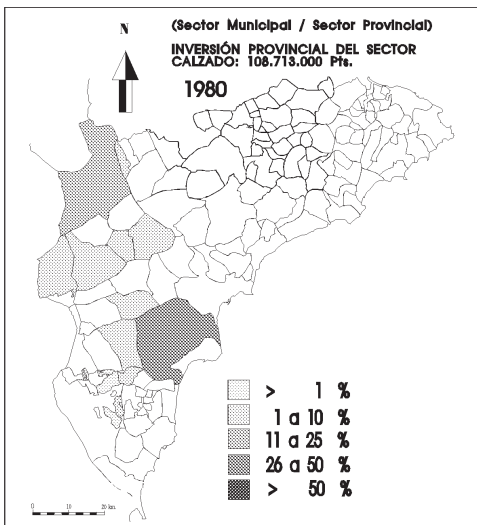 (Sector Municipal / Sector Provincial)
N
INVERSIÓN PROVINCIAL DEL SECTOR
CALZADO: 108.713.000 Pts.
1980
> 1 %
1 a 10 %
11 a 25 %
26 a 50 %
> 50 %
0 10 20 km.